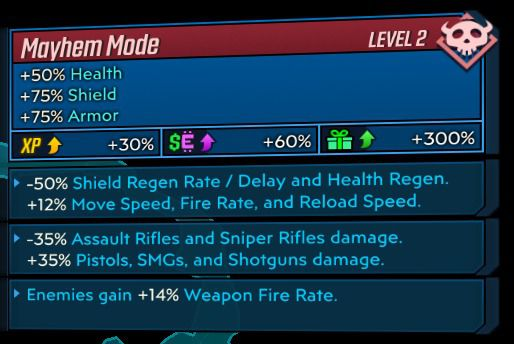 Mayhem Mode LEVEL 2
+50% Health
+75% Shield
+75% Armor
XP +30% $E +60% +300%
-50% Shield Regen Rate / Delay and Health Regen.
+12% Move Speed, Fire Rate, and Reload Speed.
-35% Assault Rifles and Sniper Rifles damage.
+35% Pistols, SMGs, and Shotguns damage.
Enemies gain +14% Weapon Fire Rate.